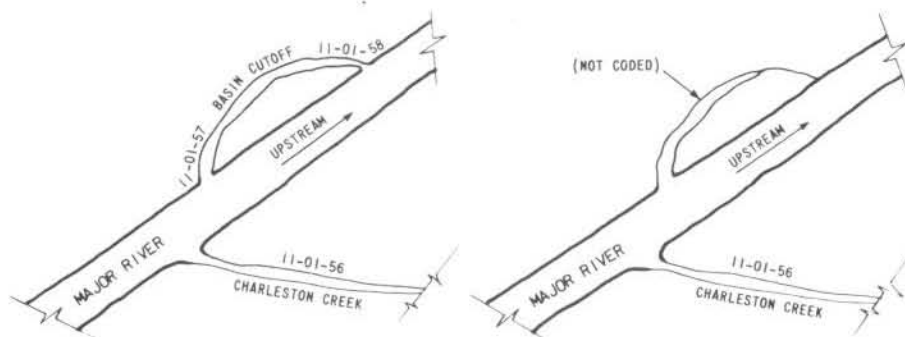 11-01-58
BASIN CUTOFF
11-01-57
UPSTREAM
MAJOR RIVER
11-01-56
CHARLESTON CREEK
(NOT CODED)
UPSTREAM
MAJOR RIVER
11-01-56
CHARLESTON CREEK